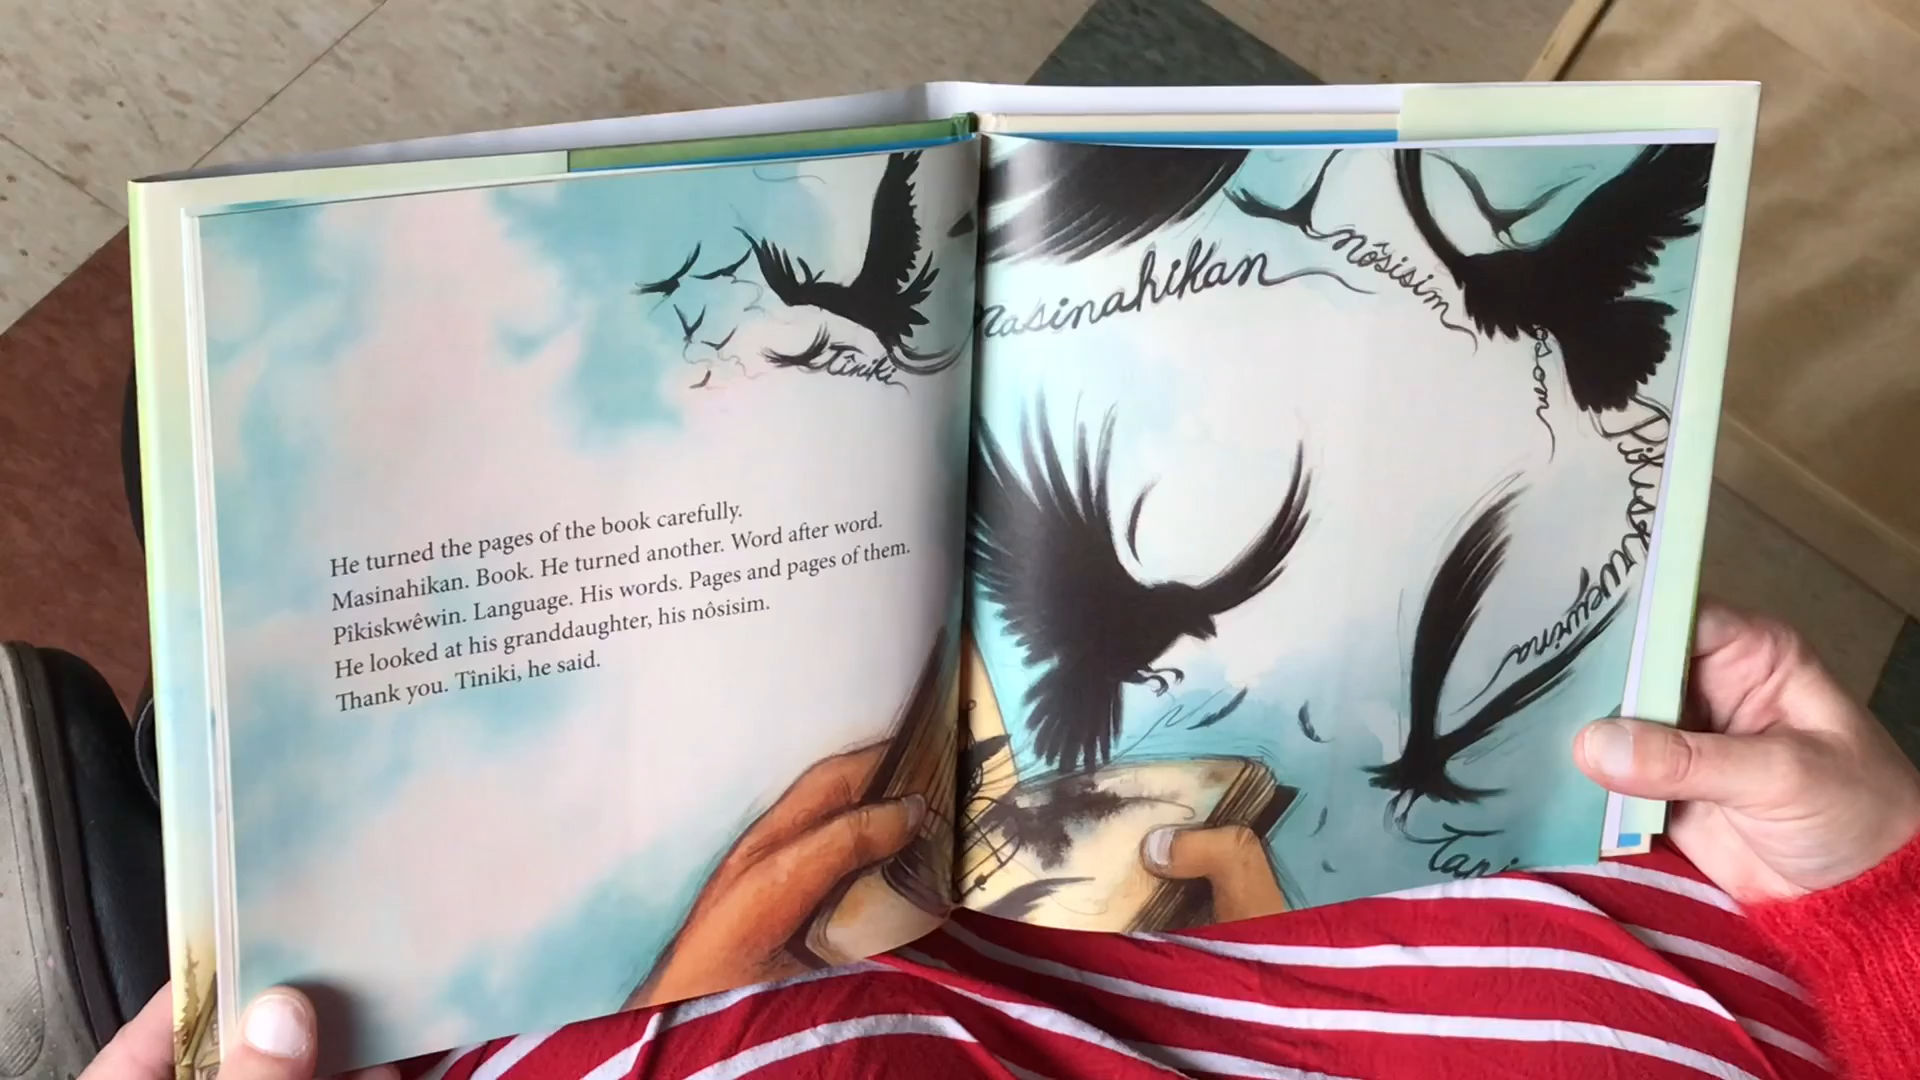 He turned the pages of the book carefully.
Masinahikan. Book. He turned another. Word after word.
Pîkiskwêwin. Language. His words. Pages and pages of them.
He looked at his granddaughter, his nôsisim.
Thank you. Tîniki, he said.
Tîniki
masinahikan
nôsisim